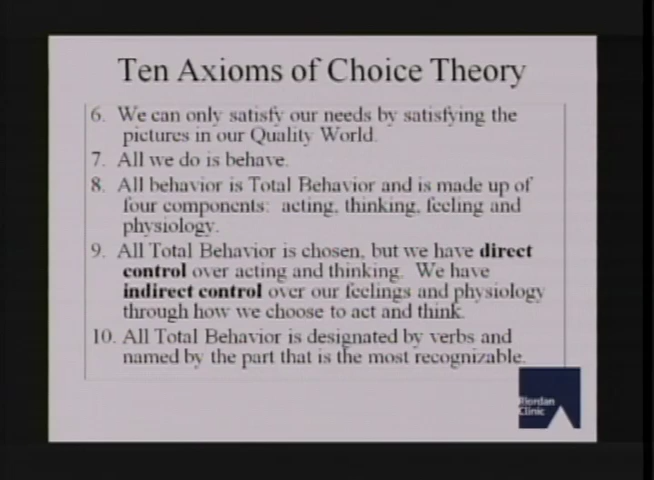 Ten Axioms of Choice Theory
6. We can only satisfy our needs by satisfying the
pictures in our Quality World.
7. All we do is behave.
8. All behavior is Total Behavior and is made up of
four components: acting, thinking, feeling and
physiology.
9. All Total Behavior is chosen, but we have direct
control over acting and thinking. We have
indirect control over our feelings and physiology
through how we choose to act and think.
10. All Total Behavior is designated by verbs and
named by the part that is the most recognizable.
Riordan
Clinic